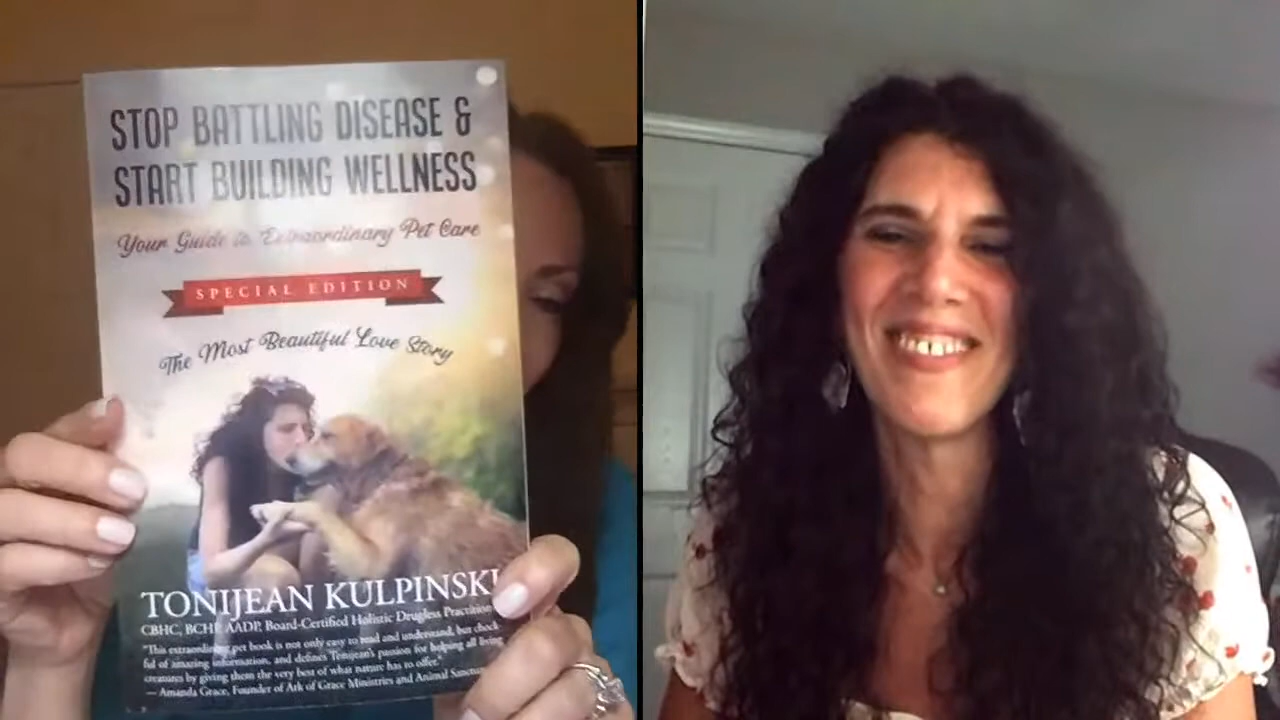 STOP BATTLING DISEASE &
START BUILDING WELLNESS
Your Guide to Extraordinary Pet Care
SPECIAL EDITION
The Most Beautiful Love Story
TONIJEAN KULPINSKI
CBHC, BCHP, AADP, Board-Certified Holistic Drugless Practition
"This extraordinary pet book is not only easy to read and understand, but chock-
ful of amazing information, and defines Tonijean's passion for helping all living
creatures by giving them the very best of what nature has to offer."
— Amanda Grace, Founder of Ark of Grace Ministries and Animal Sanctu